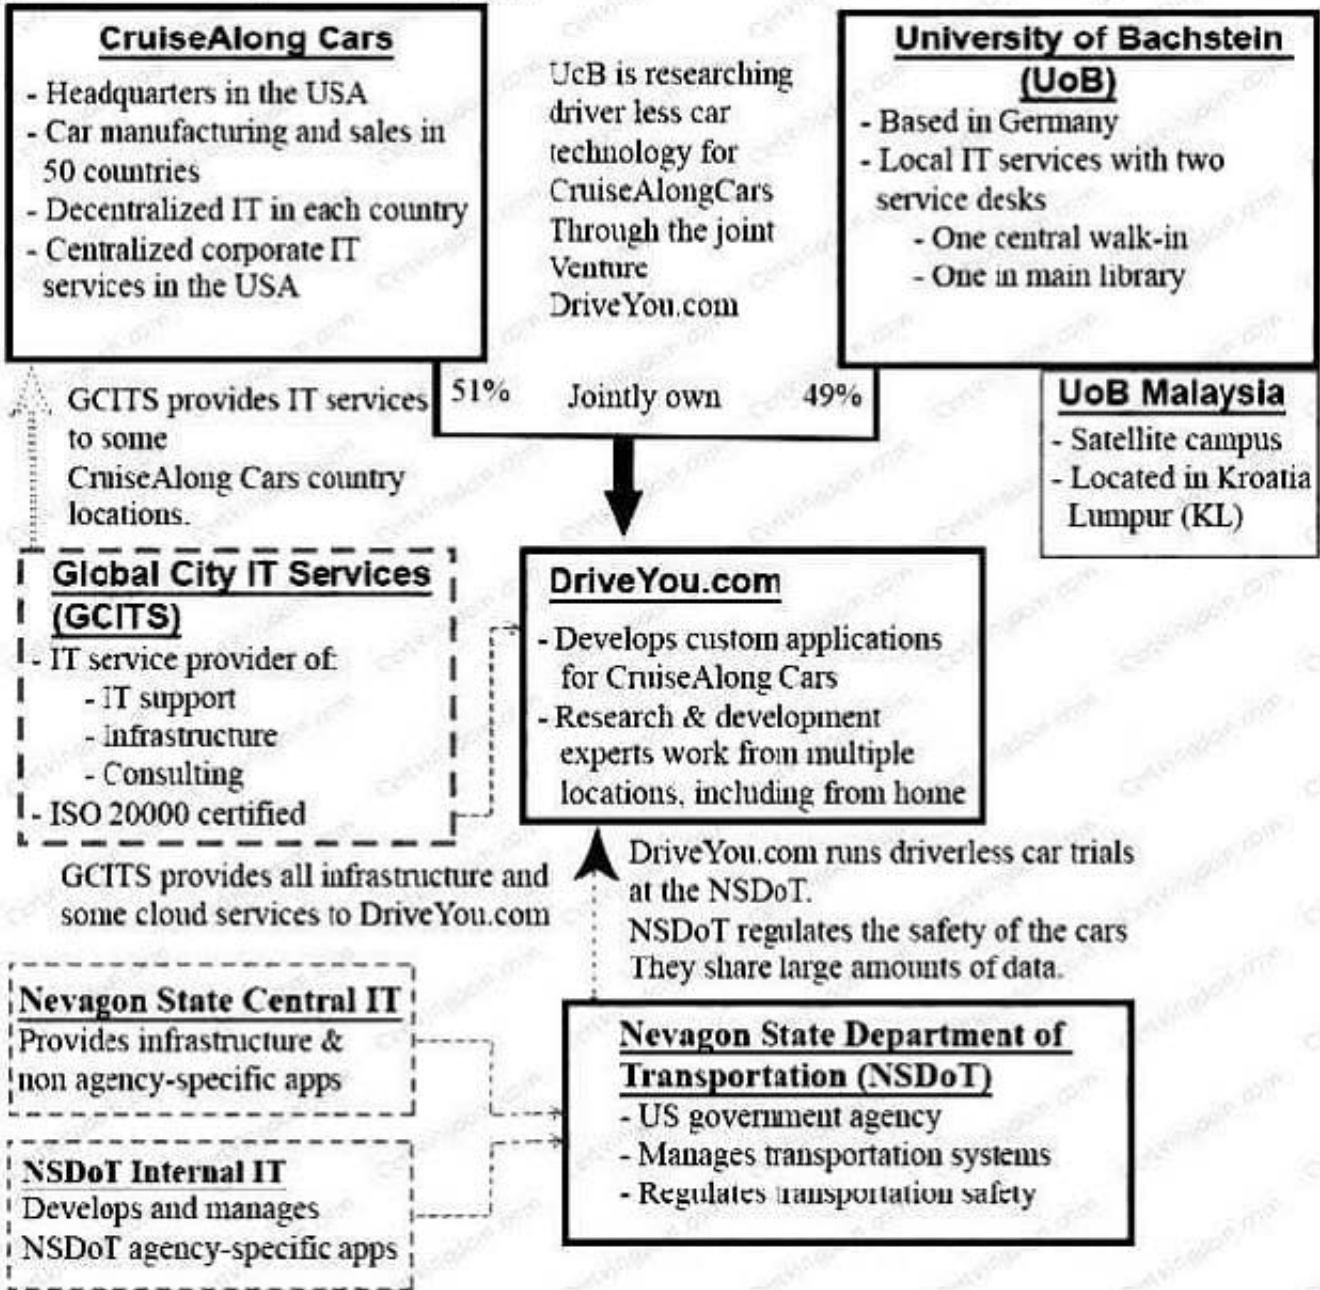 CruiseAlong Cars
- Headquarters in the USA
- Car manufacturing and sales in
50 countries
- Decentralized IT in each country
- Centralized corporate IT
services in the USA
UcB is researching
driver less car
technology for
CruiseAlongCars
Through the joint
Venture
DriveYou.com
University of Bachstein
(UoB)
- Based in Germany
- Local IT services with two
service desks
- One central walk-in
- One in main library
51% Jointly own 49%
UoB Malaysia
- Satellite campus
- Located in Kroatia
Lumpur (KL)
GCITS provides IT services
to some
CruiseAlong Cars country
locations.
Global City IT Services
(GCITS)
- IT service provider of:
- IT support
- Infrastructure
- Consulting
- ISO 20000 certified
DriveYou.com
- Develops custom applications
for CruiseAlong Cars
- Research & development
experts work from multiple
locations, including from home
GCITS provides all infrastructure and
some cloud services to DriveYou.com
DriveYou.com runs driverless car trials
at the NSDoT.
NSDoT regulates the safety of the cars
They share large amounts of data.
Nevagon State Central IT
Provides infrastructure &
non agency-specific apps
NSDoT Internal IT
Develops and manages
NSDoT agency-specific apps
Nevagon State Department of
Transportation (NSDoT)
- US government agency
- Manages transportation systems
- Regulates transportation safety